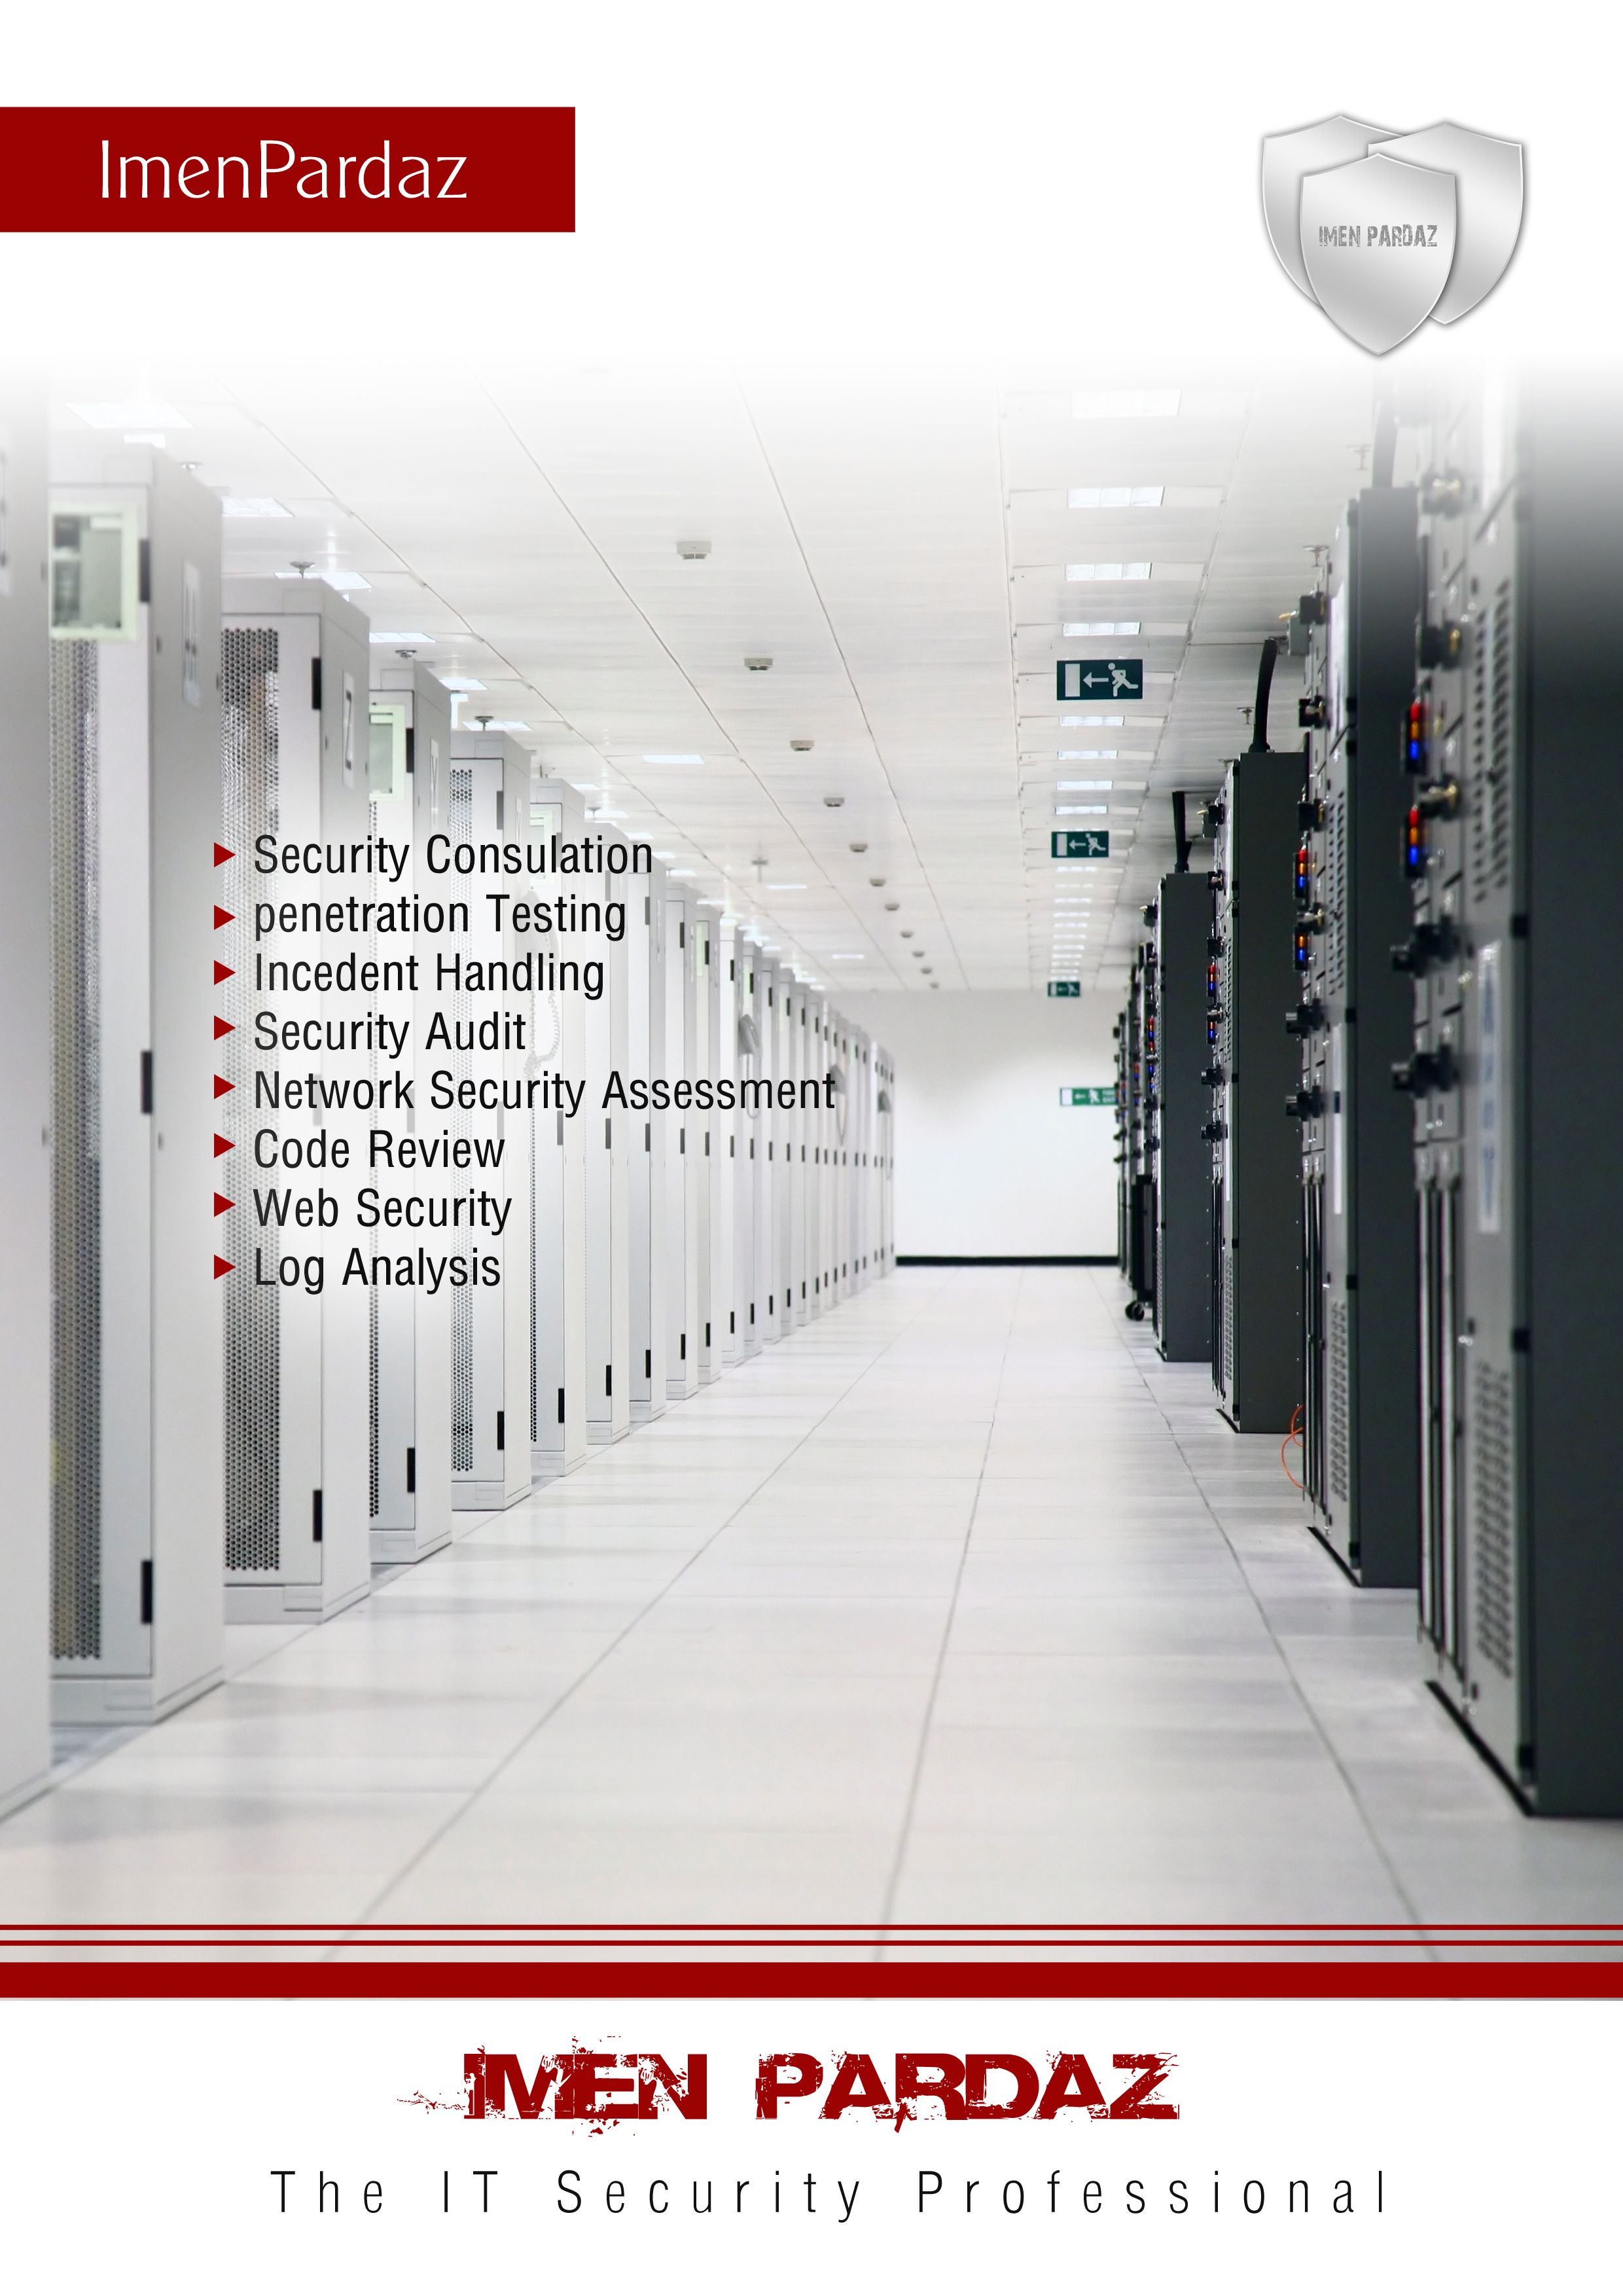 ImenPardaz
IMEN PARDAZ
Security Consulation
penetration Testing
Incedent Handling
Security Audit
Network Security Assessment
Code Review
Web Security
Log Analysis
IMEN PARDAZ
The IT Security Professional